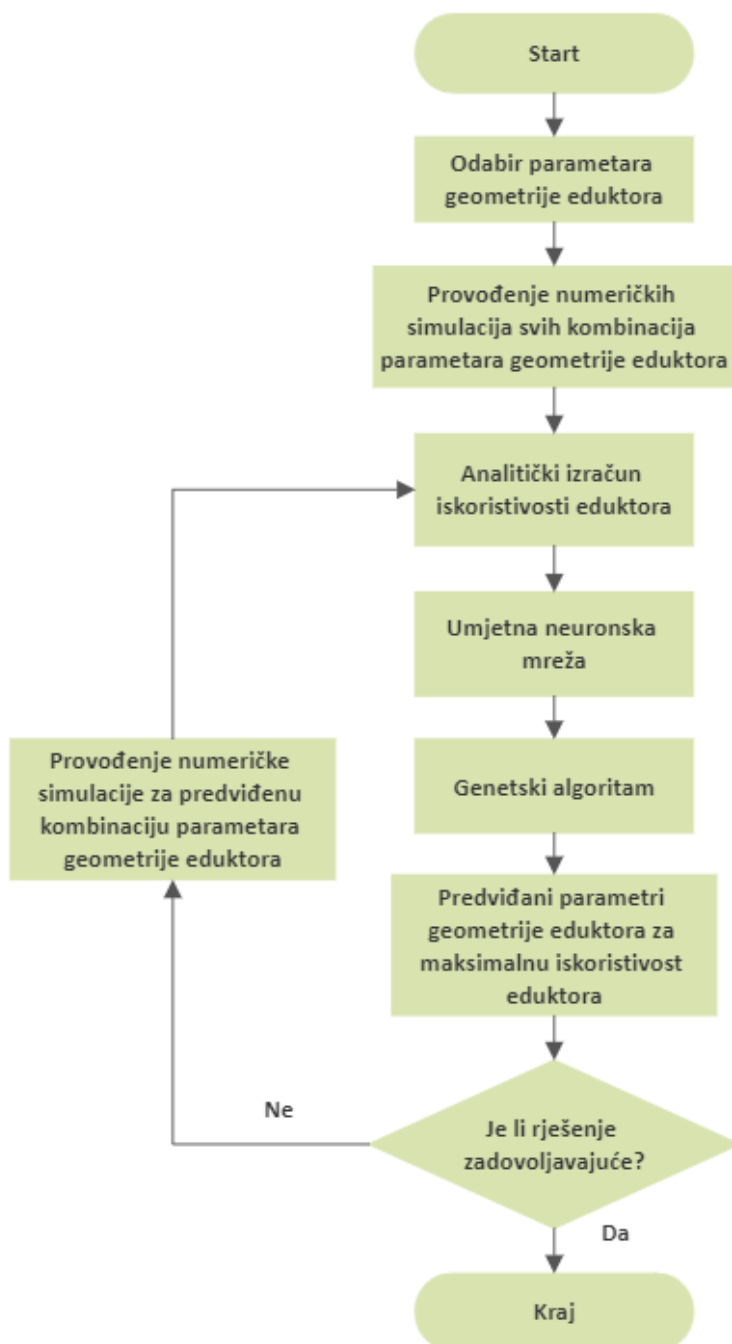 Start
Odabir parametara
geometrije eduktora
Provođenje numeričkih
simulacija svih kombinacija
parametara geometrije eduktora
Analitički izračun
iskoristivosti eduktora
Umjetna neuronska
mreža
Genetski algoritam
Provođenje numeričke
simulacije za predviđenu
kombinaciju parametara
geometrije eduktora
Predviđani parametri
geometrije eduktora za
maksimalnu iskoristivost
eduktora
Ne
Je li rješenje
zadovoljavajuće?
Da
Kraj